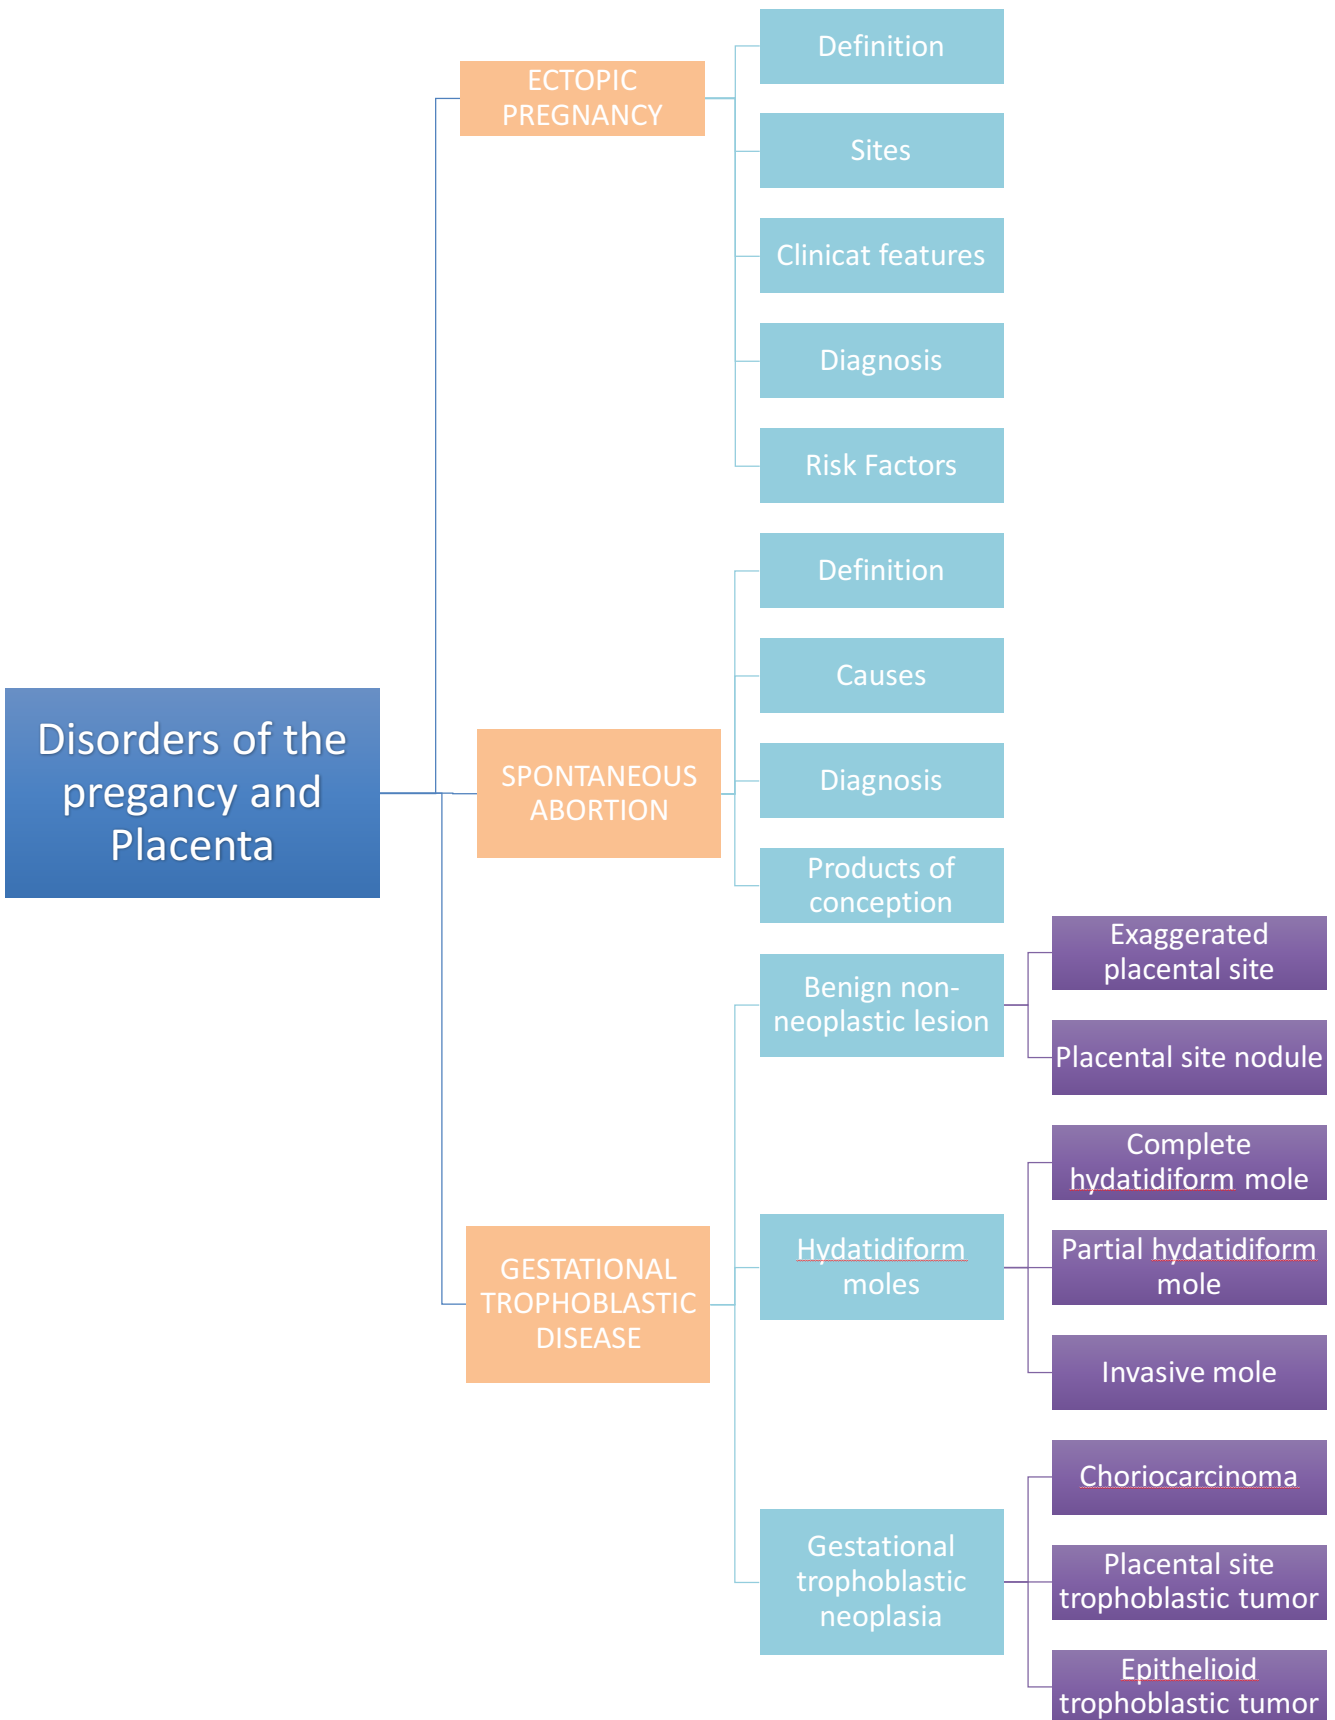 Disorders of the
pregancy and
Placenta
ECTOPIC
PREGNANCY
Definition
Sites
Clinicat features
Diagnosis
Risk Factors
SPONTANEOUS
ABORTION
Definition
Causes
Diagnosis
Products of
conception
GESTATIONAL
TROPHOBLASTIC
DISEASE
Benign non-
neoplastic lesion
Exaggerated
placental site
Placental site nodule
Hydatidiform
moles
Complete
hydatidiform mole
Partial hydatidiform
mole
Invasive mole
Gestational
trophoblastic
neoplasia
Choriocarcinoma
Placental site
trophoblastic tumor
Epithelioid
trophoblastic tumor